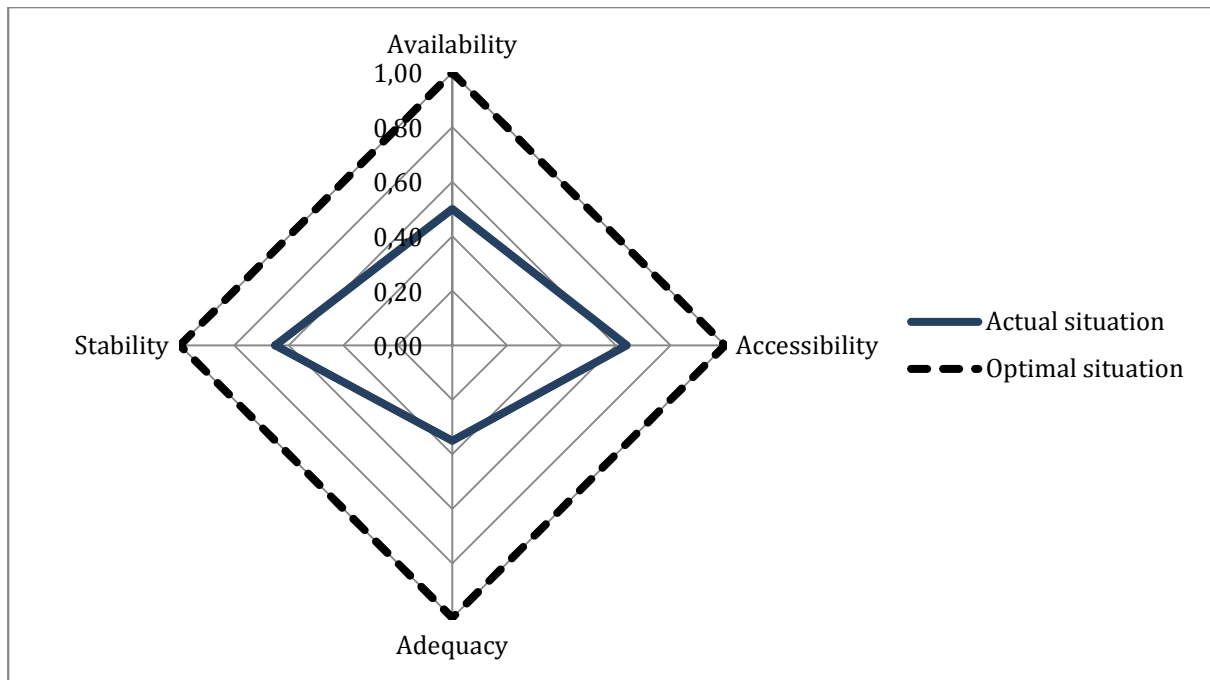 Availability
1,00
0,80
0,60
0,40
0,20
0,00
Stability
Accessibility
Adequacy
Actual situation
Optimal situation